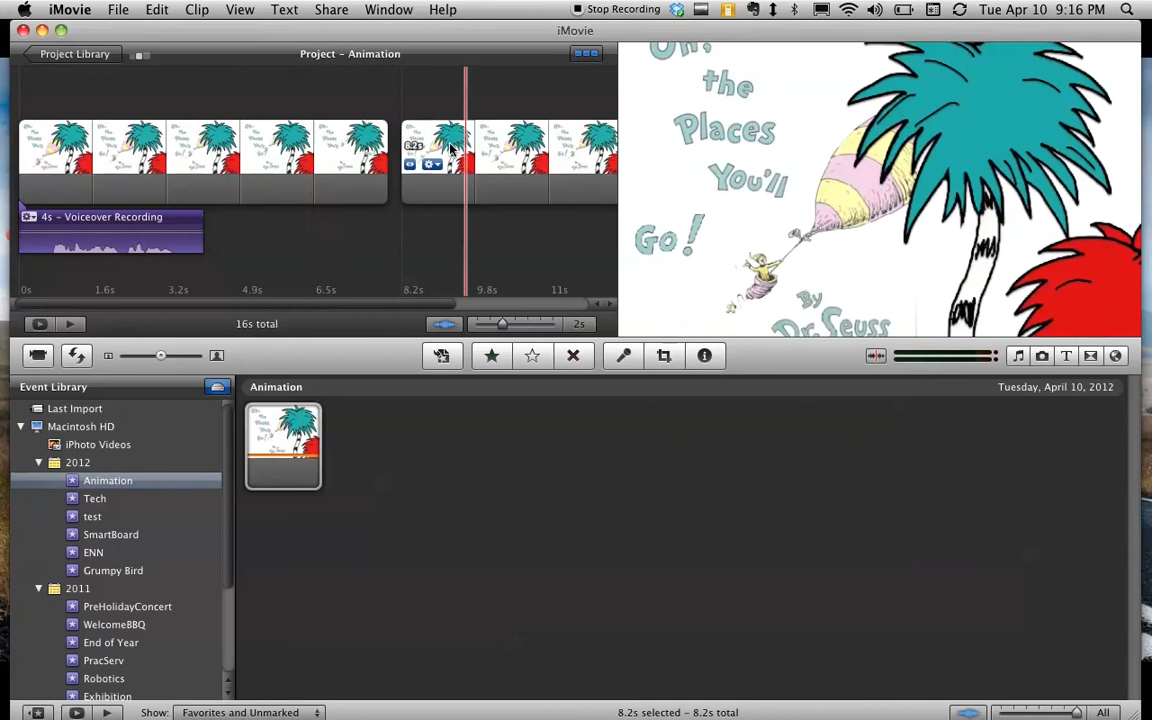 iMovie File Edit Clip View Text Share Window Help Stop Recording Tue Apr 10 9:16 PM
iMovie
Project Library Project - Animation
8.2s
4s - Voiceover Recording
0s 1.6s 3.2s 4.9s 6.5s 8.2s 9.8s 11s
16s total 2s
Oh,
the
Places
You'll
Go!
By
Dr. Seuss
Event Library Animation Tuesday, April 10, 2012
Last Import
Macintosh HD
iPhoto Videos
2012
Animation
Tech
test
SmartBoard
ENN
Grumpy Bird
2011
PreHolidayConcert
WelcomeBBQ
End of Year
PracServ
Robotics
Exhibition
Show: Favorites and Unmarked 8.2s selected - 8.2s total All